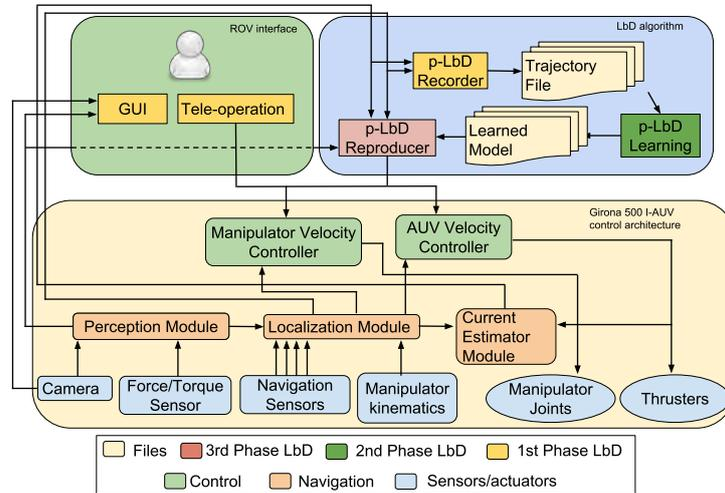 ROV interface
LbD algorithm
GUI
Tele-operation
p-LbD
Recorder
Trajectory
File
p-LbD
Reproducer
Learned
Model
p-LbD
Learning
Girona 500 I-AUV
control architecture
Manipulator Velocity
Controller
AUV Velocity
Controller
Perception Module
Localization Module
Current
Estimator
Module
Camera
Force/Torque
Sensor
Navigation
Sensors
Manipulator
kinematics
Manipulator
Joints
Thrusters
Files
3rd Phase LbD
2nd Phase LbD
1st Phase LbD
Control
Navigation
Sensors/actuators